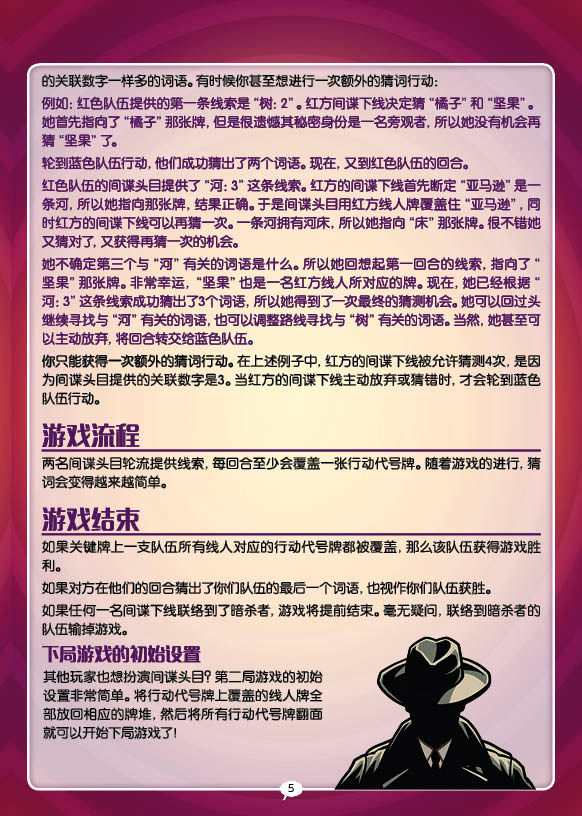 的关联数字一样多的词语。有时候你甚至想进行一次额外的猜词行动：
例如：红色队伍提供的第一条线索是“树：2”。红方间谍下线决定猜“橘子”和“坚果”。
她首先指向了“橘子”那张牌，但是很遗憾其秘密身份是一名旁观者，所以她没有机会再
猜“坚果”了。
轮到蓝色队伍行动，他们成功猜出了两个词语。现在，又到红色队伍的回合。
红色队伍的间谍头目提供了“河：3”这条线索。红方的间谍下线首先断定“亚马逊”是一
条河，所以她指向那张牌，结果正确。于是间谍头目用红方线人牌覆盖住“亚马逊”，同
时红方的间谍下线可以再猜一次。一条河拥有河床，所以她指向“床”那张牌。很不错她
又猜对了，又获得再猜一次的机会。
她不确定第三个与“河”有关的词语是什么。所以她回想起第一回合的线索，指向了“
坚果”那张牌。非常幸运，“坚果”也是一名红方线人所对应的牌。现在，她已经根据“
河：3”这条线索成功猜出了3个词语，所以她得到了一次最终的猜测机会。她可以回过头
继续寻找与“河”有关的词语，也可以调整路线寻找与“树”有关的词语。当然，她甚至可
以主动放弃，将回合转交给蓝色队伍。
你只能获得一次额外的猜词行动。在上述例子中，红方的间谍下线被允许猜测4次，是因
为间谍头目提供的关联数字是3。当红方的间谍下线主动放弃或猜错时，才会轮到蓝色
队伍行动。
游戏流程
两名间谍头目轮流提供线索，每回合至少会覆盖一张行动代号牌。随着游戏的进行，猜
词会变得越来越简单。
游戏结束
如果关键牌上一支队伍所有线人对应的行动代号牌都被覆盖，那么该队伍获得游戏胜
利。
如果对方在他们的回合猜出了你们队伍的最后一个词语，也视作你们队伍获胜。
如果任何一名间谍下线联络到了暗杀者，游戏将提前结束。毫无疑问，联络到暗杀者的
队伍输掉游戏。
下局游戏的初始设置
其他玩家也想扮演间谍头目？第二局游戏的初始
设置非常简单。将行动代号牌上覆盖的线人牌全
部放回相应的牌堆，然后将所有行动代号牌翻面
就可以开始下局游戏了！
5